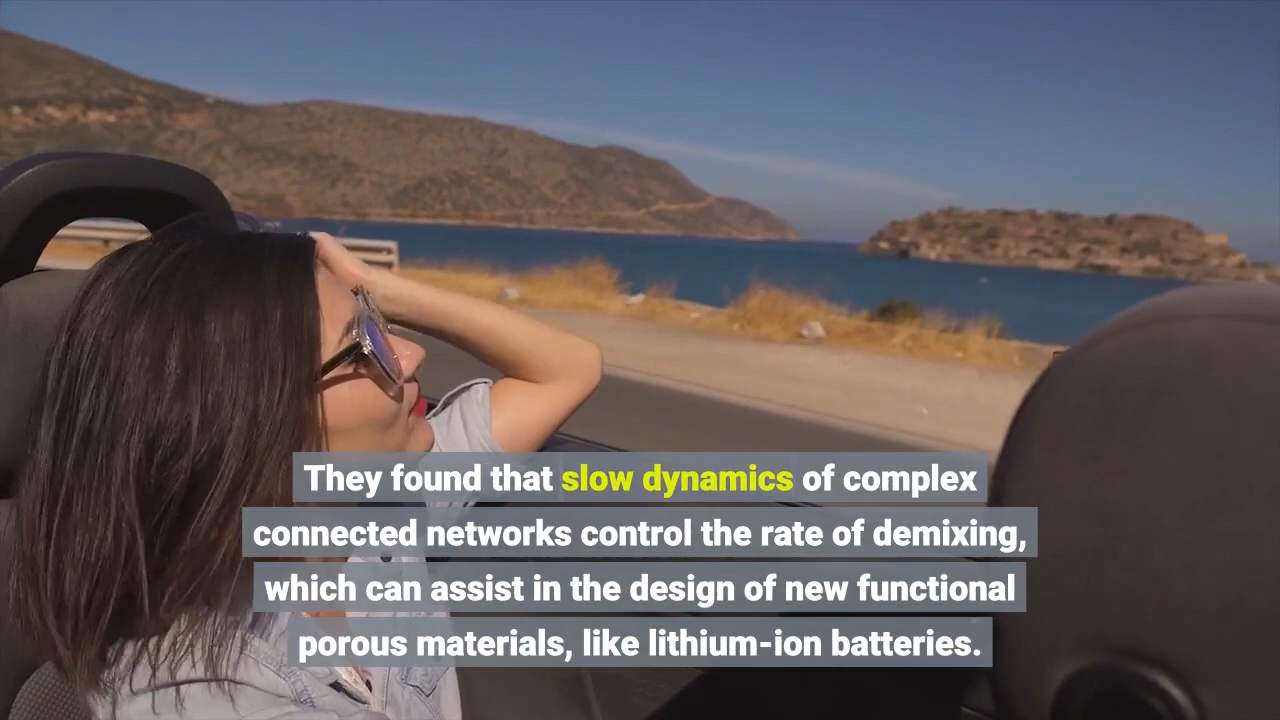 They found that slow dynamics of complex
connected networks control the rate of demixing,
which can assist in the design of new functional
porous materials, like lithium-ion batteries.